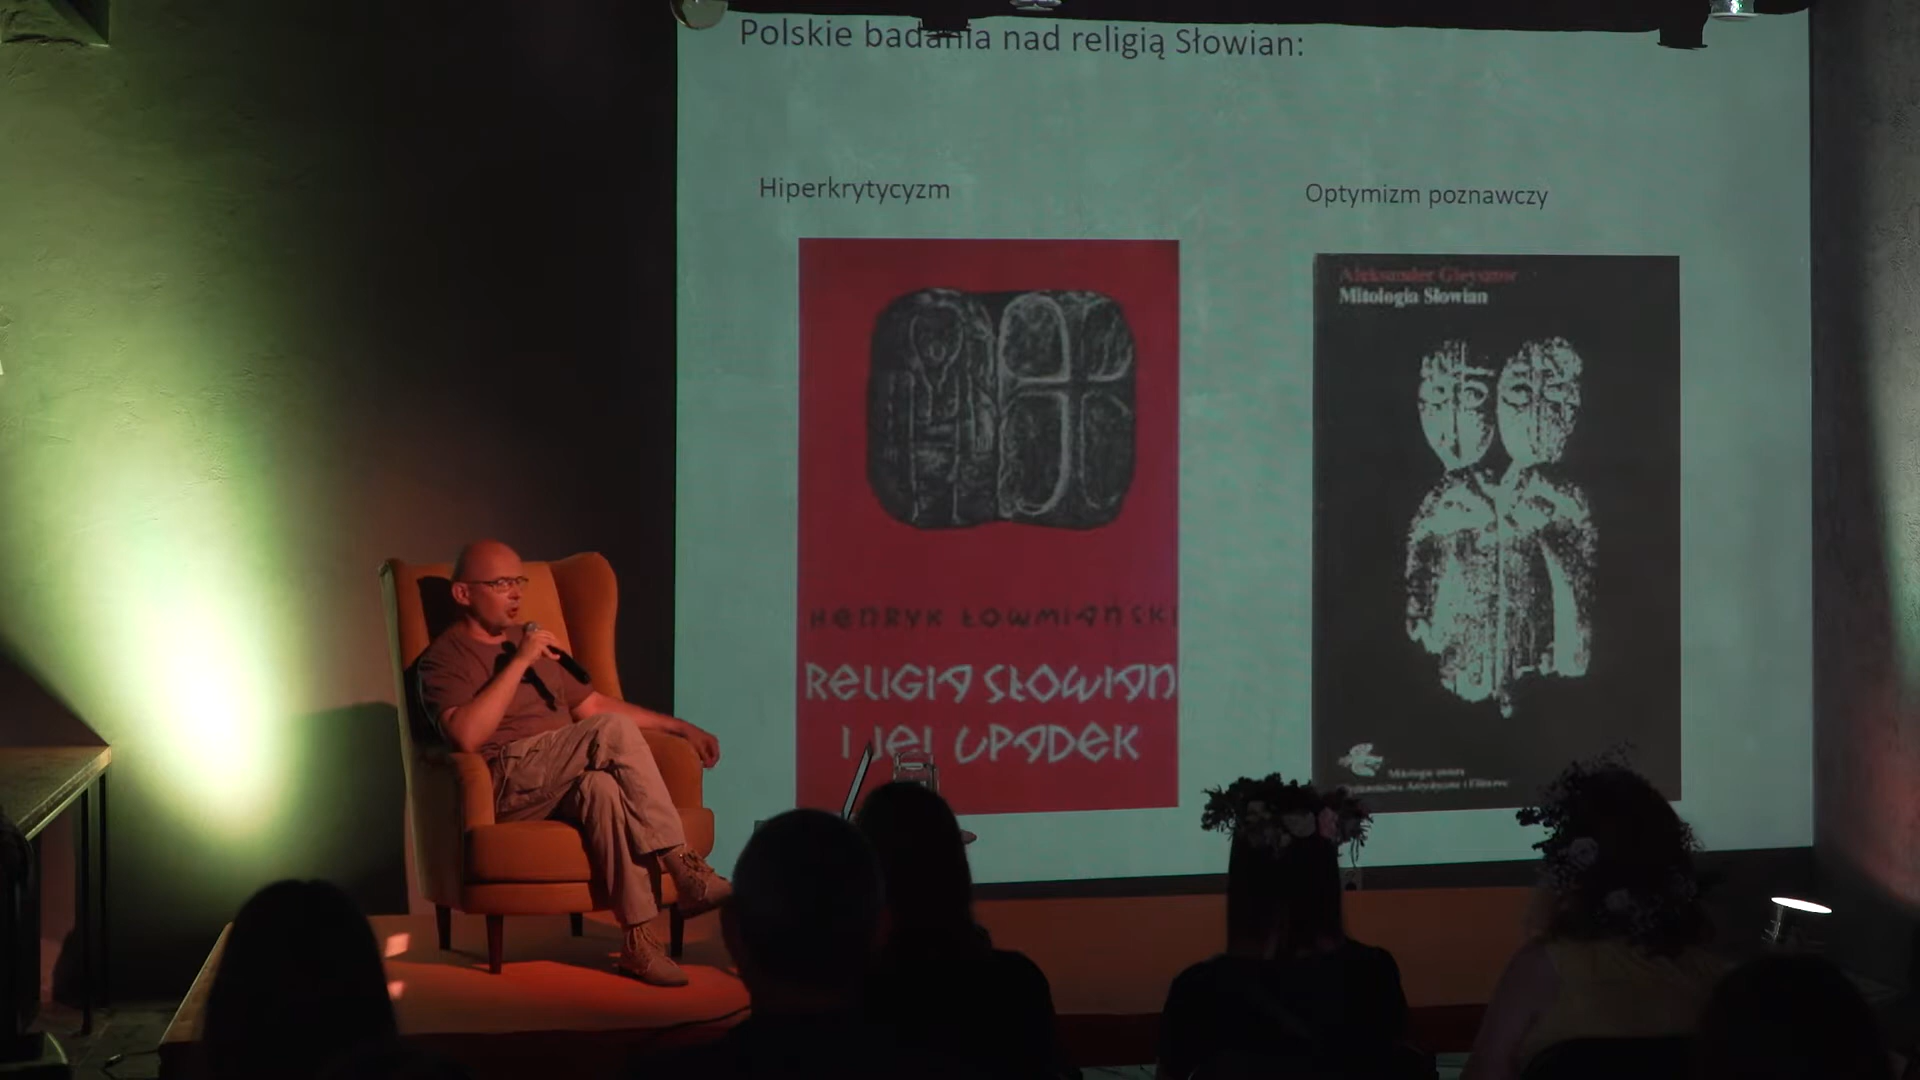 Polskie badania nad religią Słowian:
Hiperkrytycyzm
Optymizm poznawczy
HENRYK ŁOWMIAŃSKI
RELIGIA SŁOWIAN
I JEJ UPADEK
Aleksander Gieysztor
Mitologia Słowian